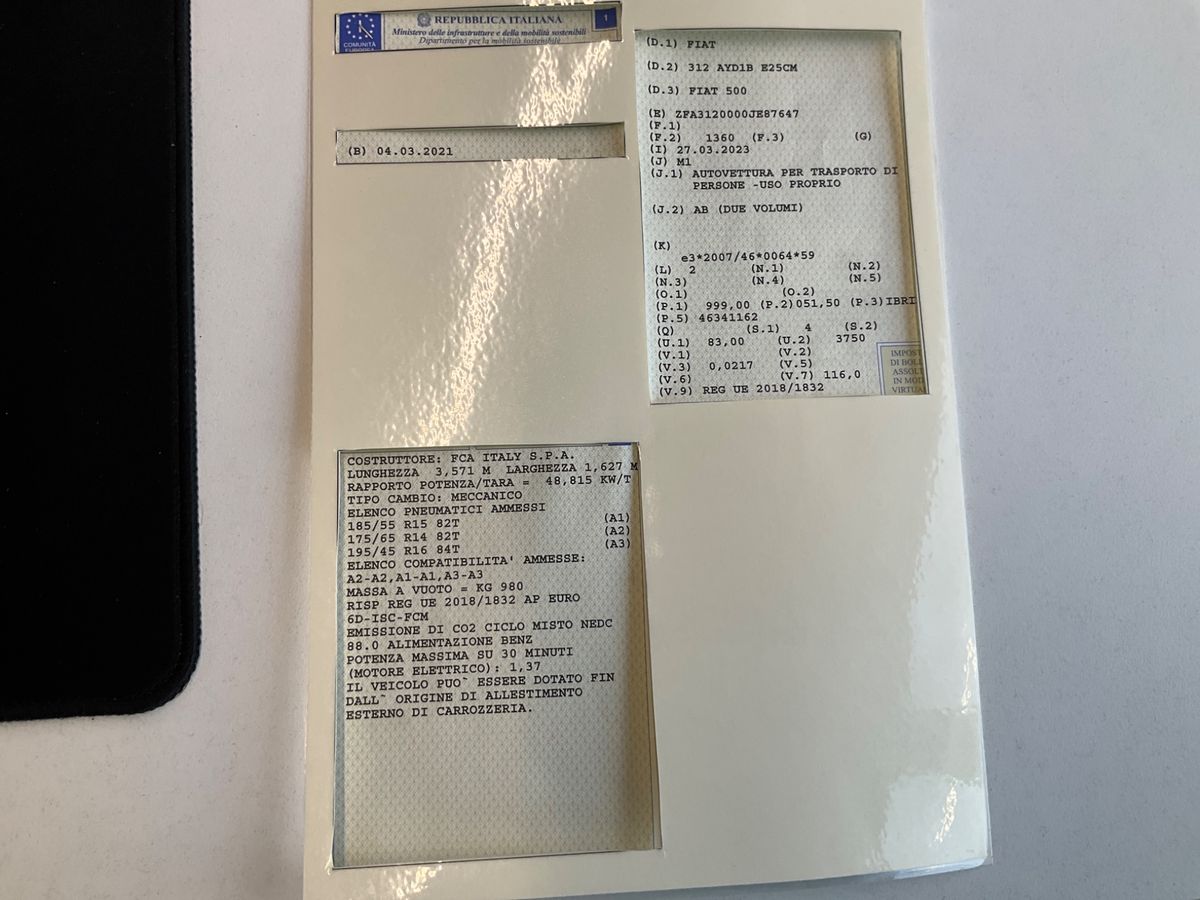 REPUBBLICA ITALIANA
1
Ministero delle infrastrutture e della mobilità sostenibili
Dipartimento per la mobilità sostenibile
COMUNITÀ
EUROPEA
(B) 04.03.2021
(D.1) FIAT
(D.2) 312 AYD1B E25CM
(D.3) FIAT 500
(E) ZFA3120000JE87647
(F.1)
(F.2) 1360 (F.3) (G)
(I) 27.03.2023
(J) M1
(J.1) AUTOVETTURA PER TRASPORTO DI
PERSONE -USO PROPRIO
(J.2) AB (DUE VOLUMI)
(K)
e3*2007/46*0064*59
(L) 2 (N.1) (N.2)
(N.3) (N.4) (N.5)
(O.1) (O.2)
(P.1) 999,00 (P.2)051,50 (P.3)IBRI
(P.5) 46341162
(Q) (S.1) 4 (S.2)
(U.1) 83,00 (U.2) 3750
(V.1) (V.2)
(V.3) 0,0217 (V.5)
(V.6) (V.7) 116,0
(V.9) REG UE 2018/1832
IMPOST
DI BOLL
ASSOLT
IN MOD
VIRTUA
COSTRUTTORE: FCA ITALY S.P.A.
LUNGHEZZA 3,571 M LARGHEZZA 1,627 M
RAPPORTO POTENZA/TARA = 48,815 KW/T
TIPO CAMBIO: MECCANICO
ELENCO PNEUMATICI AMMESSI
185/55 R15 82T (A1)
175/65 R14 82T (A2)
195/45 R16 84T (A3)
ELENCO COMPATIBILITA' AMMESSE:
A2-A2,A1-A1,A3-A3
MASSA A VUOTO = KG 980
RISP REG UE 2018/1832 AP EURO
6D-ISC-FCM
EMISSIONE DI CO2 CICLO MISTO NEDC
88.0 ALIMENTAZIONE BENZ
POTENZA MASSIMA SU 30 MINUTI
(MOTORE ELETTRICO): 1,37
IL VEICOLO PUO` ESSERE DOTATO FIN
DALL` ORIGINE DI ALLESTIMENTO
ESTERNO DI CARROZZERIA.